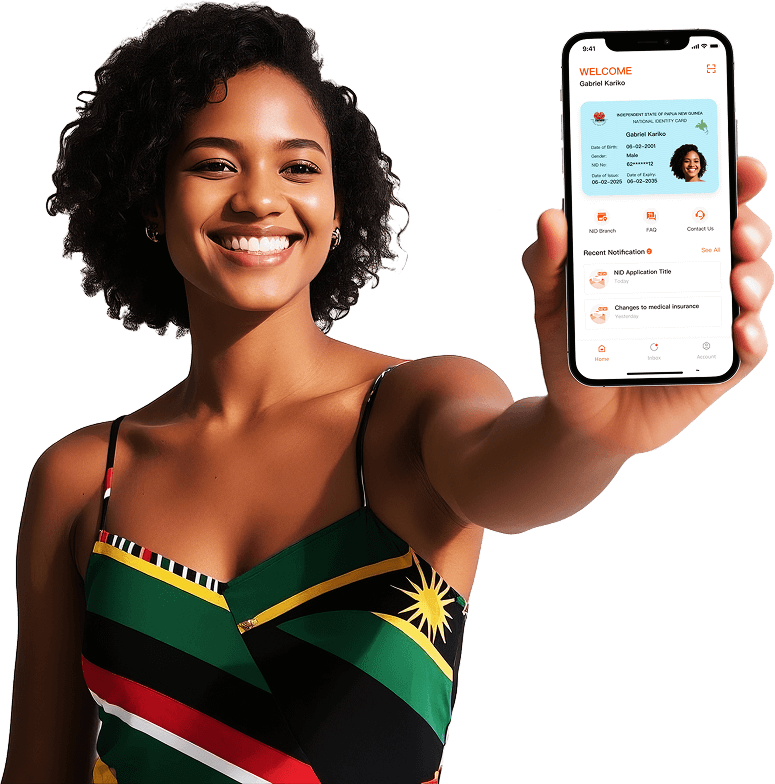 9:41
WELCOME
Gabriel Kariko
INDEPENDENT STATE OF PAPUA NEW GUINEA
NATIONAL IDENTITY CARD
Gabriel Kariko
Date of Birth: 06-02-2001
Gender: Male
NID No: 62******12
Date of Issue: Date of Expiry:
06-02-2025 06-02-2035
NID Branch FAQ Contact Us
Recent Notification 2 See All
NID Application Title
Today
Changes to medical insurance
Yesterday
Home Inbox Account